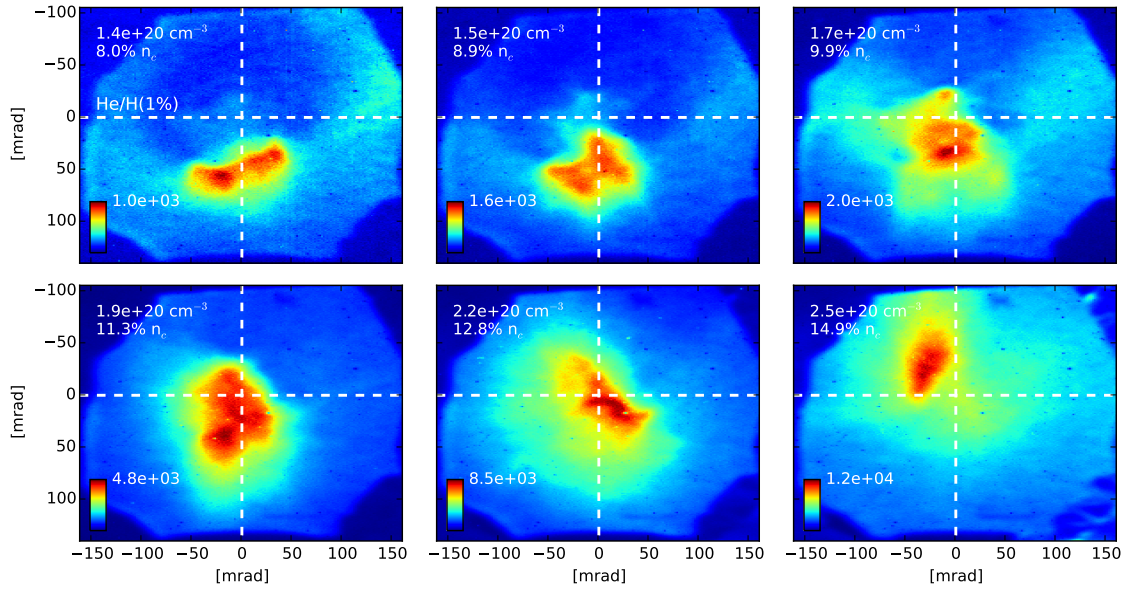 −100
−50
0
50
100
[mrad]
1.4e+20 cm⁻³
8.0% n_c
He/H(1%)
1.0e+03
1.5e+20 cm⁻³
8.9% n_c
1.6e+03
1.7e+20 cm⁻³
9.9% n_c
2.0e+03
−100
−50
0
50
100
[mrad]
1.9e+20 cm⁻³
11.3% n_c
4.8e+03
2.2e+20 cm⁻³
12.8% n_c
8.5e+03
2.5e+20 cm⁻³
14.9% n_c
1.2e+04
−150 −100 −50 0 50 100 150
−150 −100 −50 0 50 100 150
−150 −100 −50 0 50 100 150
[mrad]
[mrad]
[mrad]